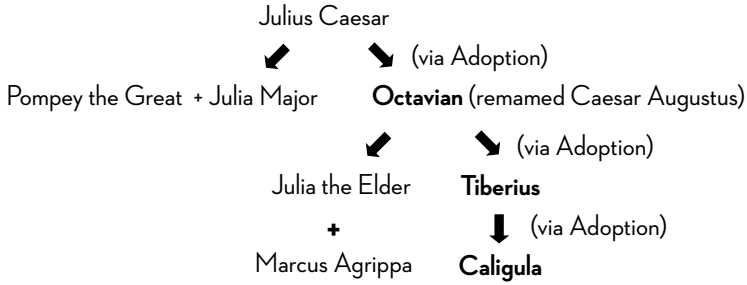 Julius Caesar
(via Adoption)
Pompey the Great + Julia Major Octavian (remamed Caesar Augustus)
(via Adoption)
Julia the Elder Tiberius
+ (via Adoption)
Marcus Agrippa Caligula